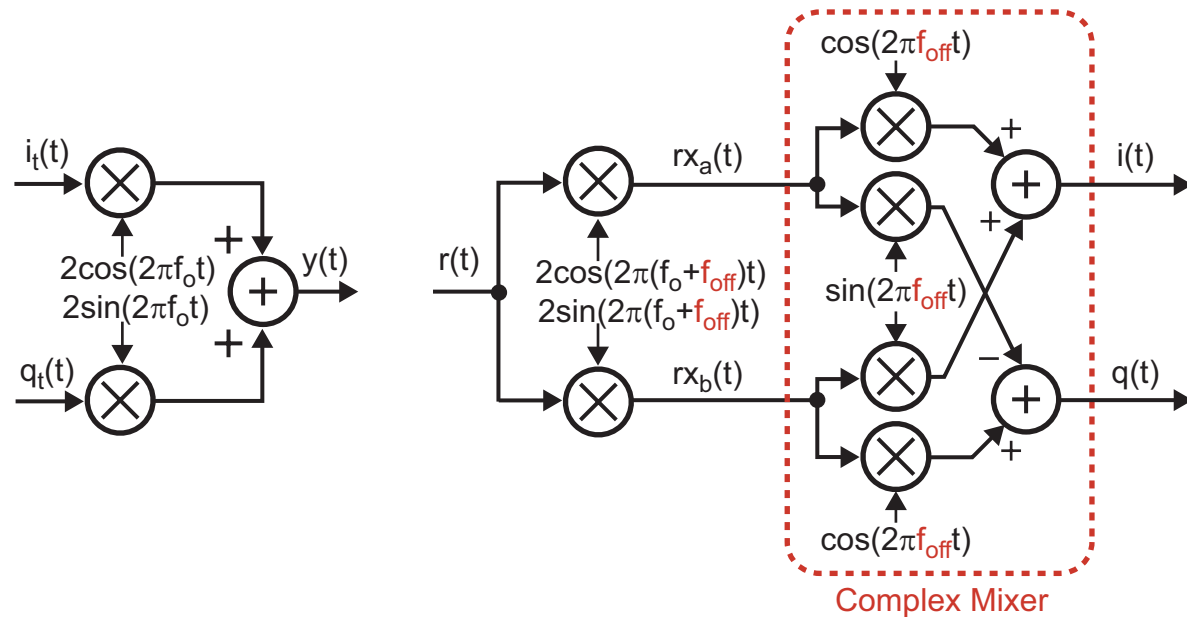 cos(2πf_off t)
i_t(t)
rx_a(t)
i(t)
+
+
+
2cos(2πf_o t)
2sin(2πf_o t)
+
y(t)
+
r(t)
2cos(2π(f_o+f_off)t)
2sin(2π(f_o+f_off)t)
sin(2πf_off t)
q_t(t)
rx_b(t)
−
+
q(t)
+
cos(2πf_off t)
Complex Mixer